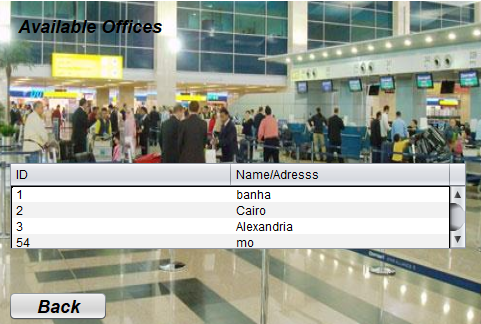 Available Offices
ID Name/Adresss
1 banha
2 Cairo
3 Alexandria
54 mo
Back